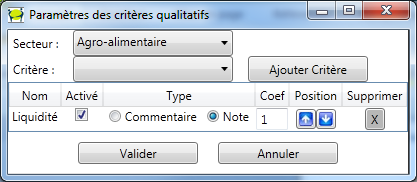 Paramètres des critères qualitatifs
Secteur : Agro-alimentaire
Critère : Ajouter Critère
Nom Activé Type Coef Position Supprimer
Liquidité Commentaire Note 1 X
Valider Annuler